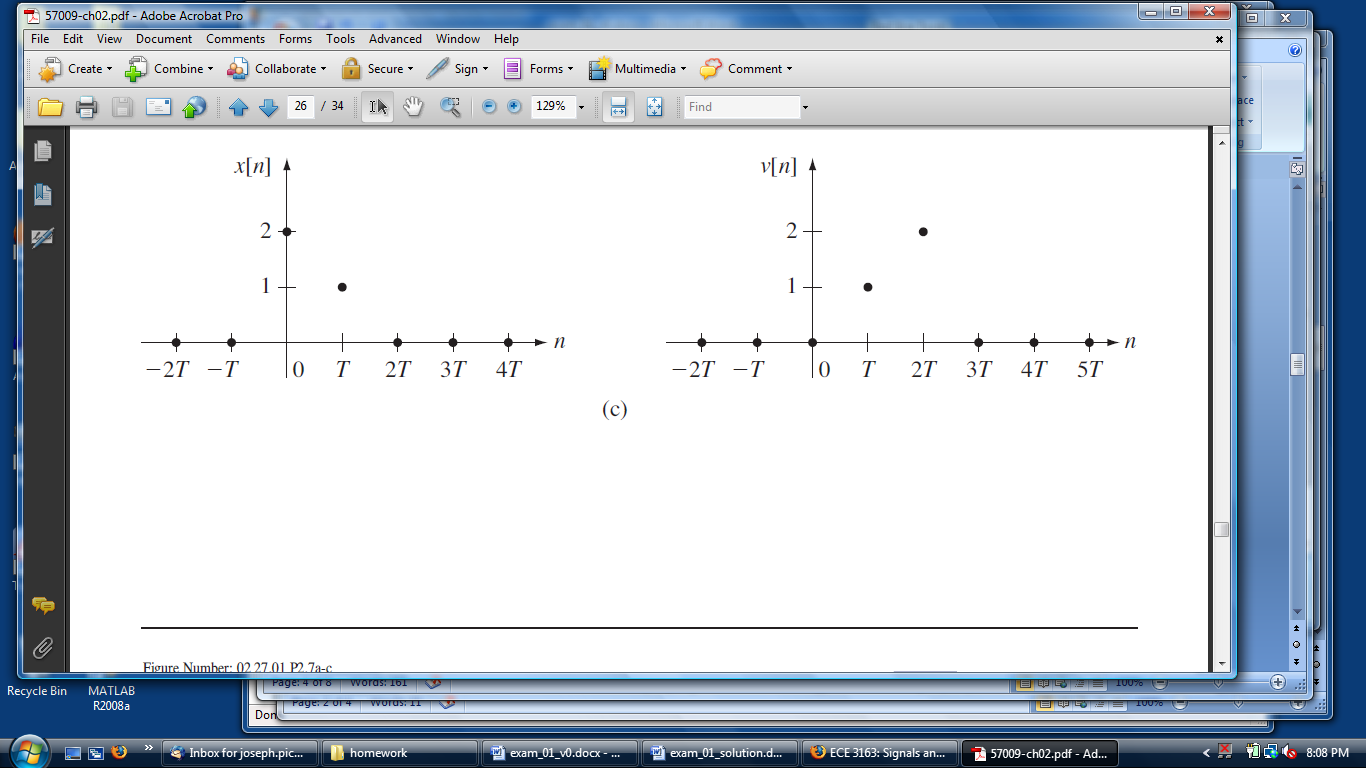 57009-ch02.pdf - Adobe Acrobat Pro
File Edit View Document Comments Forms Tools Advanced Window Help
Create Combine Collaborate Secure Sign Forms Multimedia Comment
26 / 34 129% Find
x[n] v[n]
2 2
1 1
−2T −T 0 T 2T 3T 4T n −2T −T 0 T 2T 3T 4T 5T n
(c)
Figure Number: 02.27.01 P2.7a-c
Page: 4 of 8 Words: 161 100%
Page: 2 of 4 Words: 11 100%
Don
Recycle Bin MATLAB R2008a
Inbox for joseph.pic... homework exam_01_v0.docx - ... exam_01_solution.d... ECE 3163: Signals an... 57009-ch02.pdf - Ad... 8:08 PM